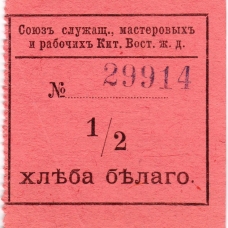 Союзъ служащ., мастеровыхъ
и рабочихъ Кит. Вост. ж. д.
№ 29914
1/2
хлѣба бѣлаго.